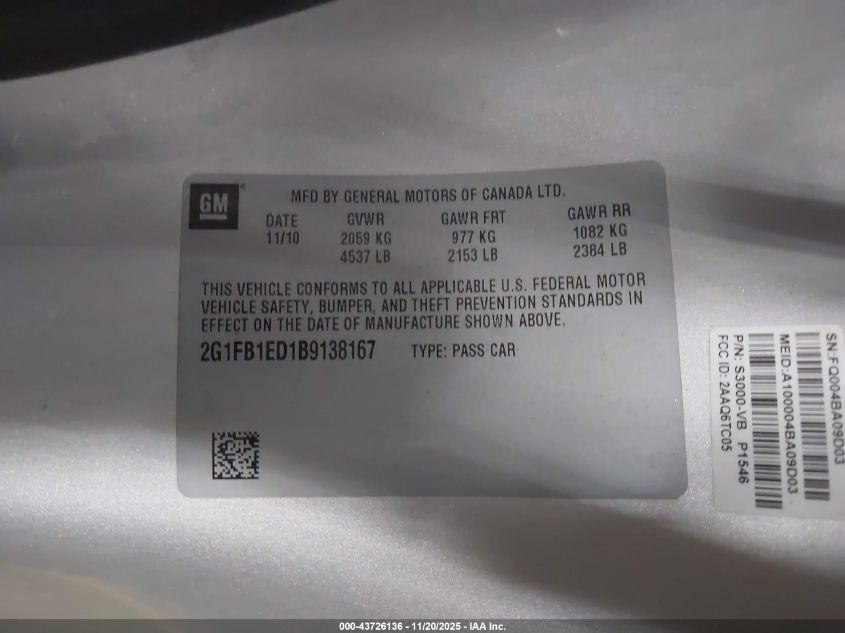 GM
MFD BY GENERAL MOTORS OF CANADA LTD.
DATE GVWR GAWR FRT GAWR RR
11/10 2059 KG 977 KG 1082 KG
4537 LB 2153 LB 2384 LB
THIS VEHICLE CONFORMS TO ALL APPLICABLE U.S. FEDERAL MOTOR
VEHICLE SAFETY, BUMPER, AND THEFT PREVENTION STANDARDS IN
EFFECT ON THE DATE OF MANUFACTURE SHOWN ABOVE.
2G1FB1ED1B9138167 TYPE: PASS CAR
SN:FQ004BA09D03
MEID:A100004BA09D03
P/N: S3000-VB P1546
FCC ID: 2AAQ6TC05
000-43726136 - 11/20/2025 - IAA Inc.